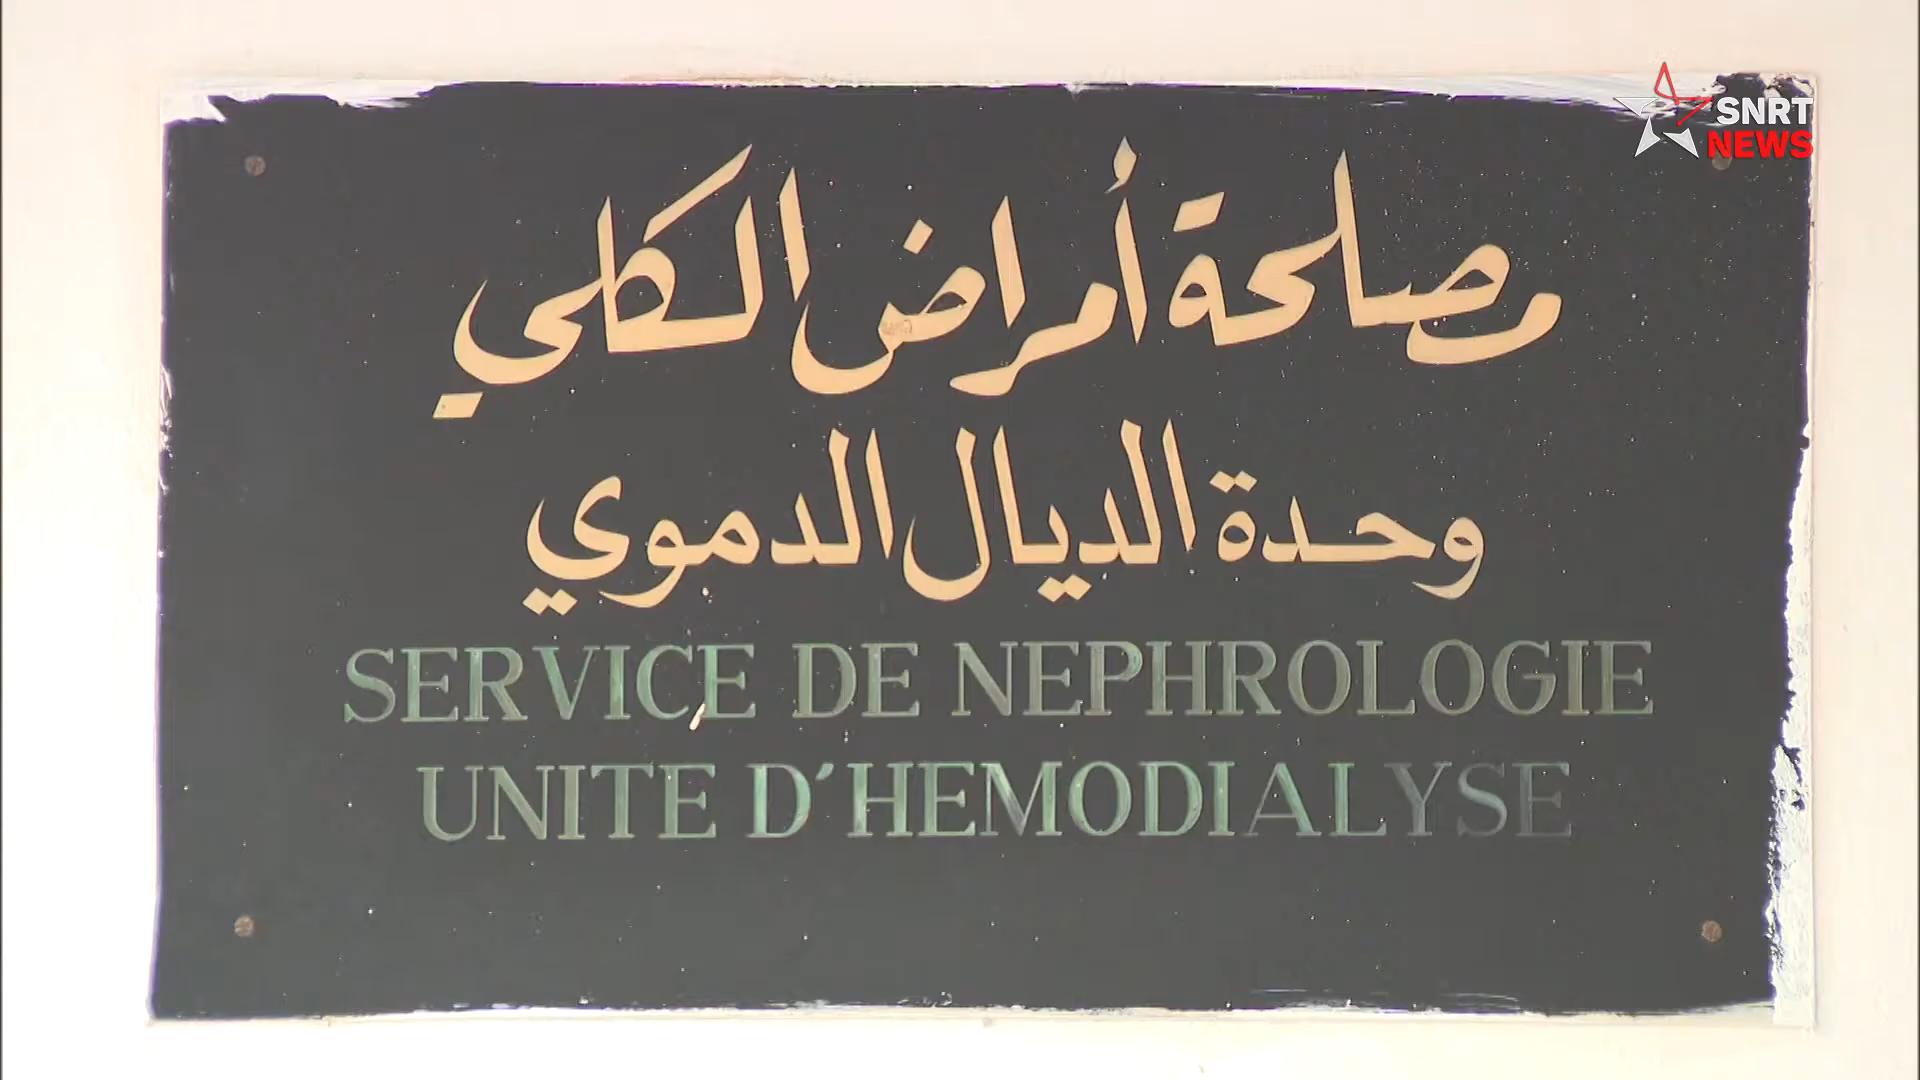 SNRT
NEWS
مصلحة أمراض الكلي
وحدة الديال الدموي
SERVICE DE NEPHROLOGIE
UNITE D'HEMODIALYSE